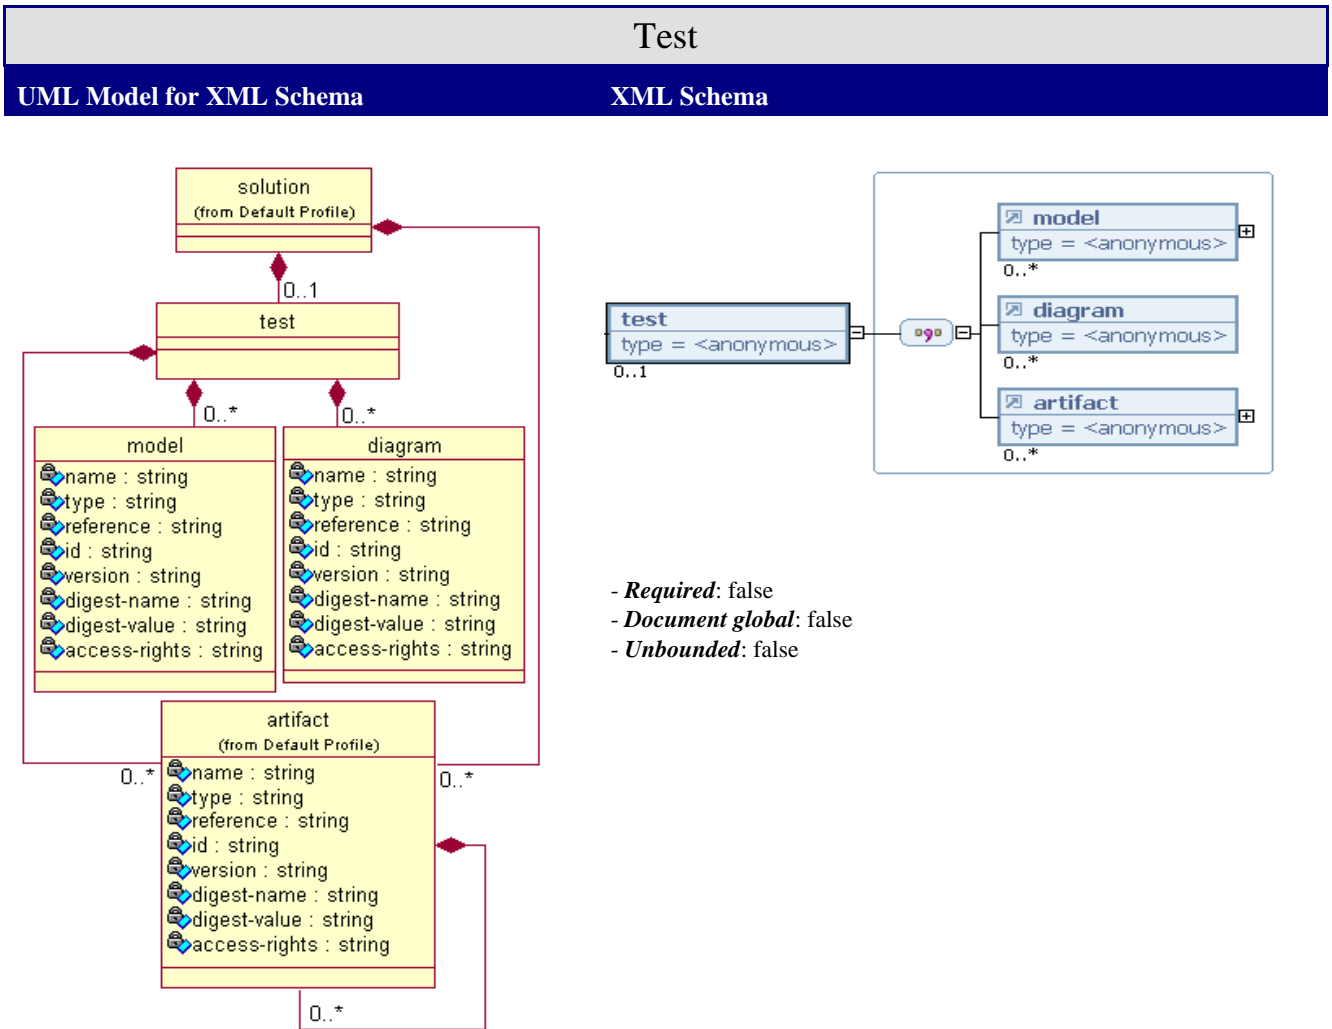 Test
UML Model for XML Schema
XML Schema
solution
(from Default Profile)
0..1
test
0..*
0..*
model
name : string
type : string
reference : string
id : string
version : string
digest-name : string
digest-value : string
access-rights : string
diagram
name : string
type : string
reference : string
id : string
version : string
digest-name : string
digest-value : string
access-rights : string
artifact
(from Default Profile)
name : string
type : string
reference : string
id : string
version : string
digest-name : string
digest-value : string
access-rights : string
0..*
0..*
0..*
test
type = <anonymous>
0..1
model
type = <anonymous>
0..*
diagram
type = <anonymous>
0..*
artifact
type = <anonymous>
0..*
- Required: false
- Document global: false
- Unbounded: false